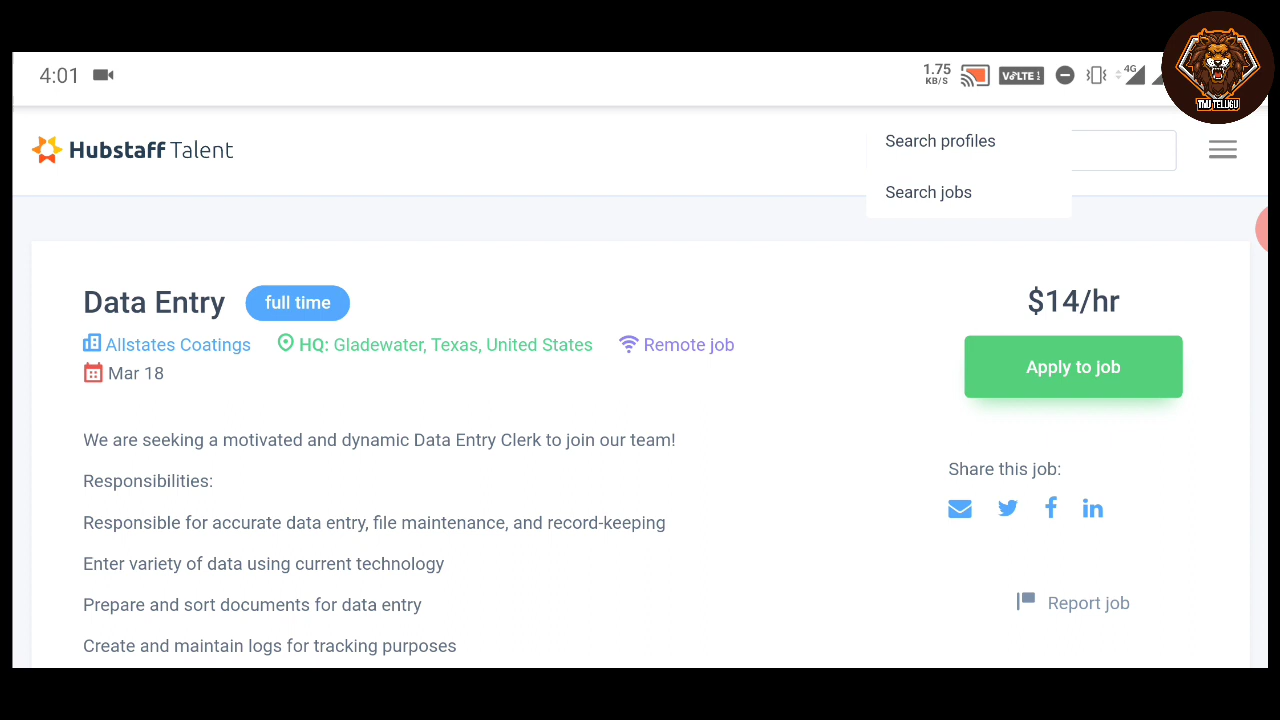 4:01
1.75
KB/S
VoLTE
4G
TMJ TELUGU
Hubstaff Talent
Search profiles
Search jobs
Data Entry full time
$14/hr
Allstates Coatings HQ: Gladewater, Texas, United States Remote job
Mar 18
Apply to job
We are seeking a motivated and dynamic Data Entry Clerk to join our team!
Responsibilities:
Responsible for accurate data entry, file maintenance, and record-keeping
Enter variety of data using current technology
Prepare and sort documents for data entry
Create and maintain logs for tracking purposes
Share this job:
Report job